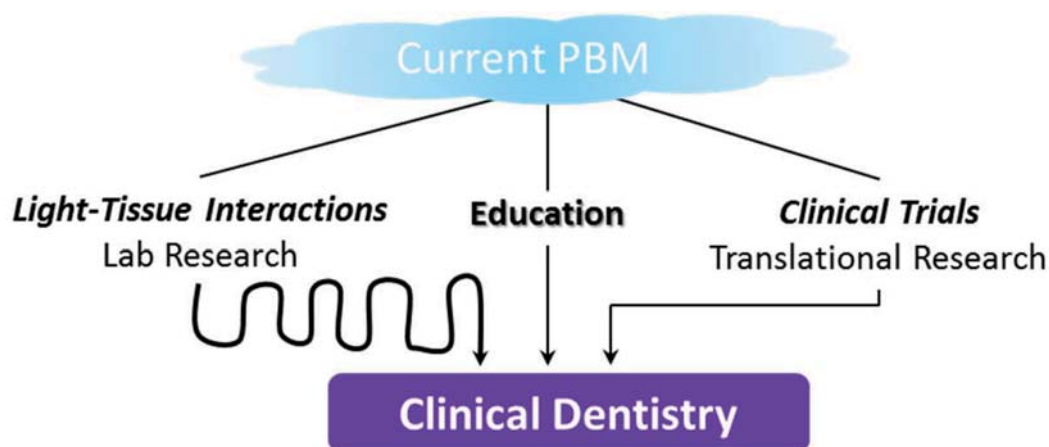 Current PBM
Light-Tissue Interactions
Lab Research
Education
Clinical Trials
Translational Research
Clinical Dentistry